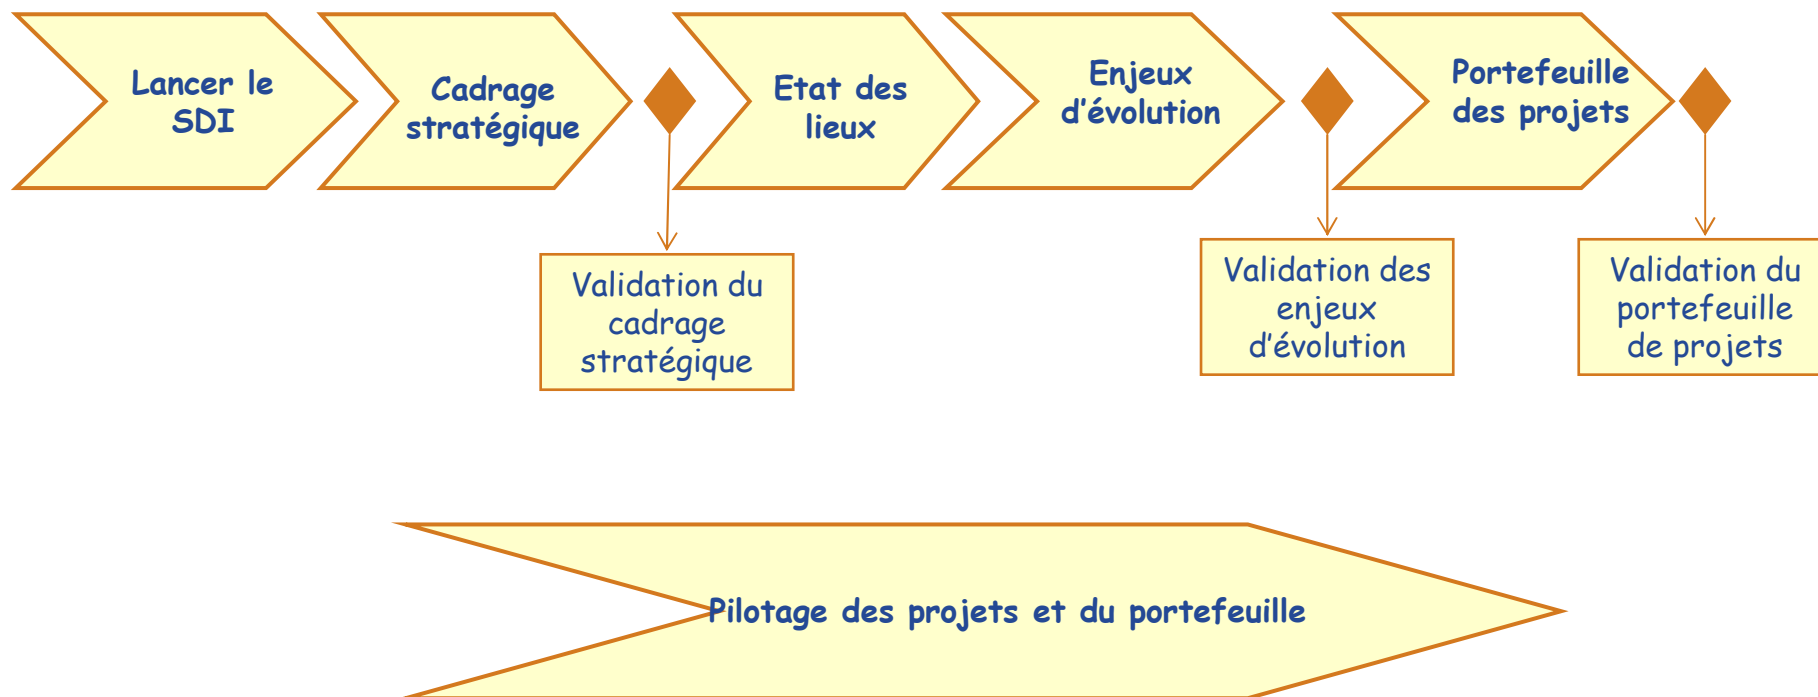 Lancer le
SDI
Cadrage
stratégique
Etat des
lieux
Enjeux
d’évolution
Portefeuille
des projets
Validation du
cadrage
stratégique
Validation des
enjeux
d’évolution
Validation du
portefeuille
de projets
Pilotage des projets et du portefeuille